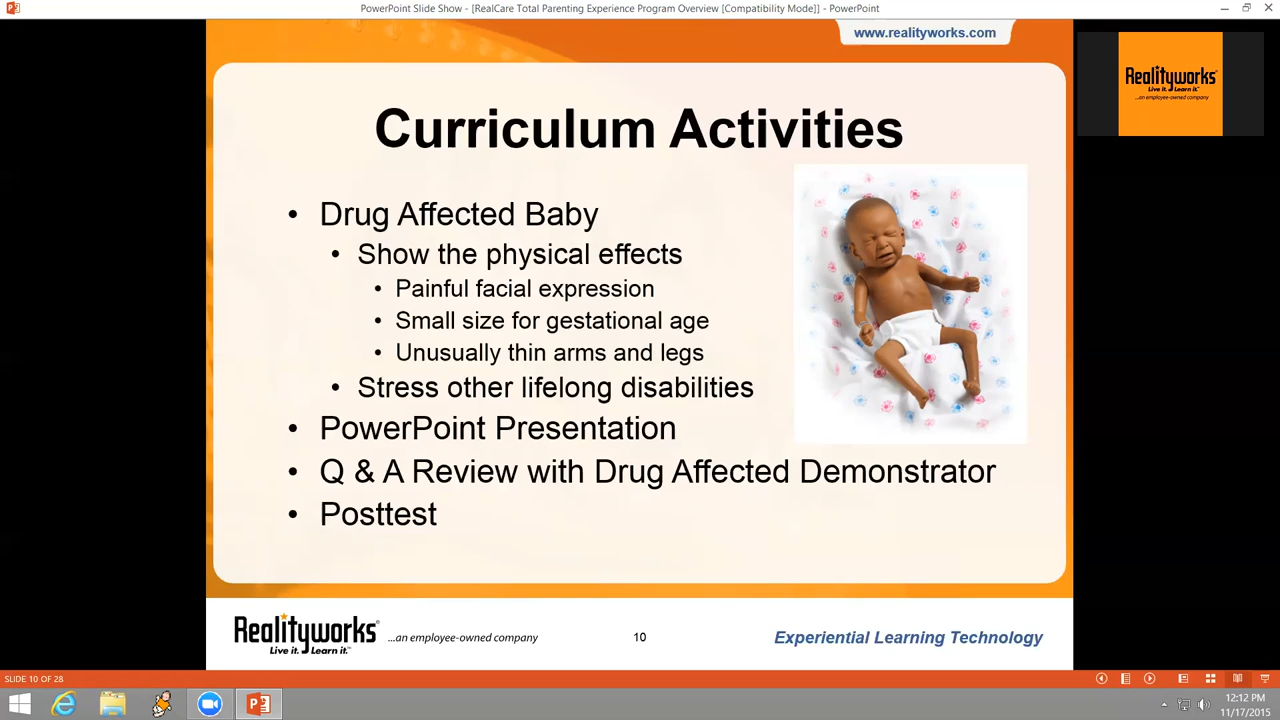 PowerPoint Slide Show - [RealCare Total Parenting Experience Program Overview [Compatibility Mode]] - PowerPoint
www.realityworks.com
Realityworks
Live it. Learn it.™
...an employee-owned company
Curriculum Activities
• Drug Affected Baby
• Show the physical effects
• Painful facial expression
• Small size for gestational age
• Unusually thin arms and legs
• Stress other lifelong disabilities
• PowerPoint Presentation
• Q & A Review with Drug Affected Demonstrator
• Posttest
Realityworks®
Live it. Learn it.™
...an employee-owned company
10
Experiential Learning Technology
SLIDE 10 OF 28
12:12 PM
11/17/2015